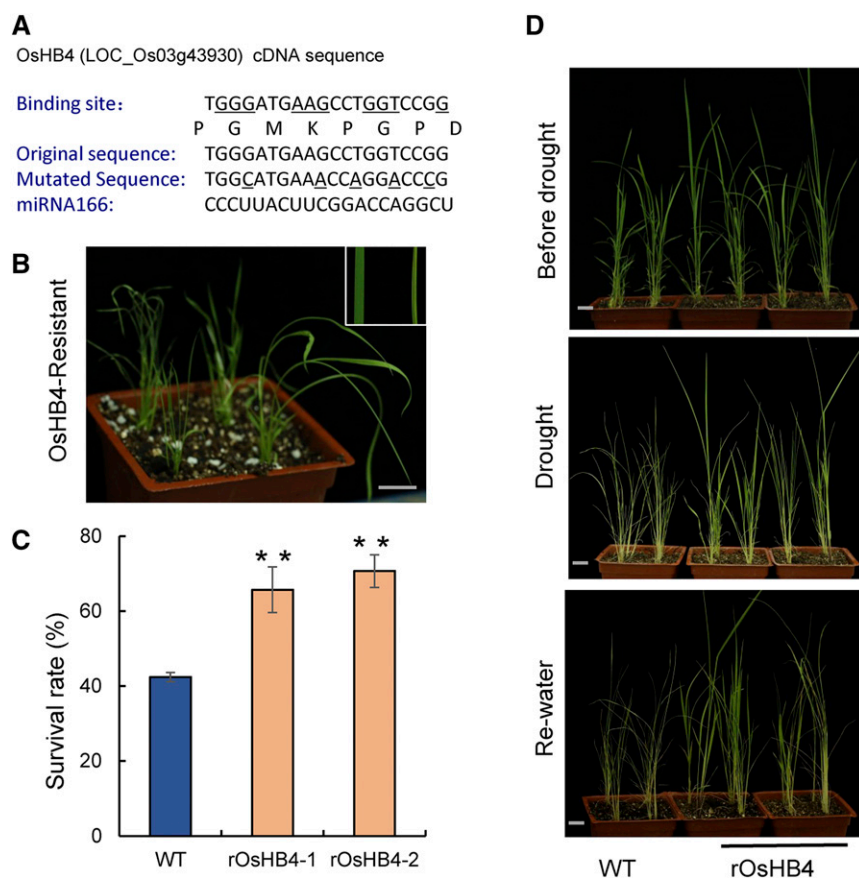 A
OsHB4 (LOC_Os03g43930) cDNA sequence
Binding site: TGGGATGAAGCCTGGTCCGG
P G M K P G P D
Original sequence: TGGGATGAAGCCTGGTCCGG
Mutated Sequence: TGGCATGAAACCAGGACCCG
miRNA166: CCCUUACUUCGGACCAGGCU
B
OsHB4-Resistant
C
Survival rate (%)
80
60
40
20
0
** **
WT rOsHB4-1 rOsHB4-2
D
Before drought
Drought
Re-water
WT rOsHB4